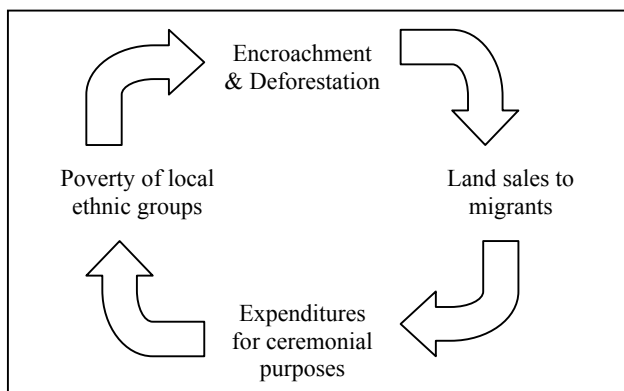 Encroachment
& Deforestation
Poverty of local
ethnic groups
Land sales to
migrants
Expenditures
for ceremonial
purposes